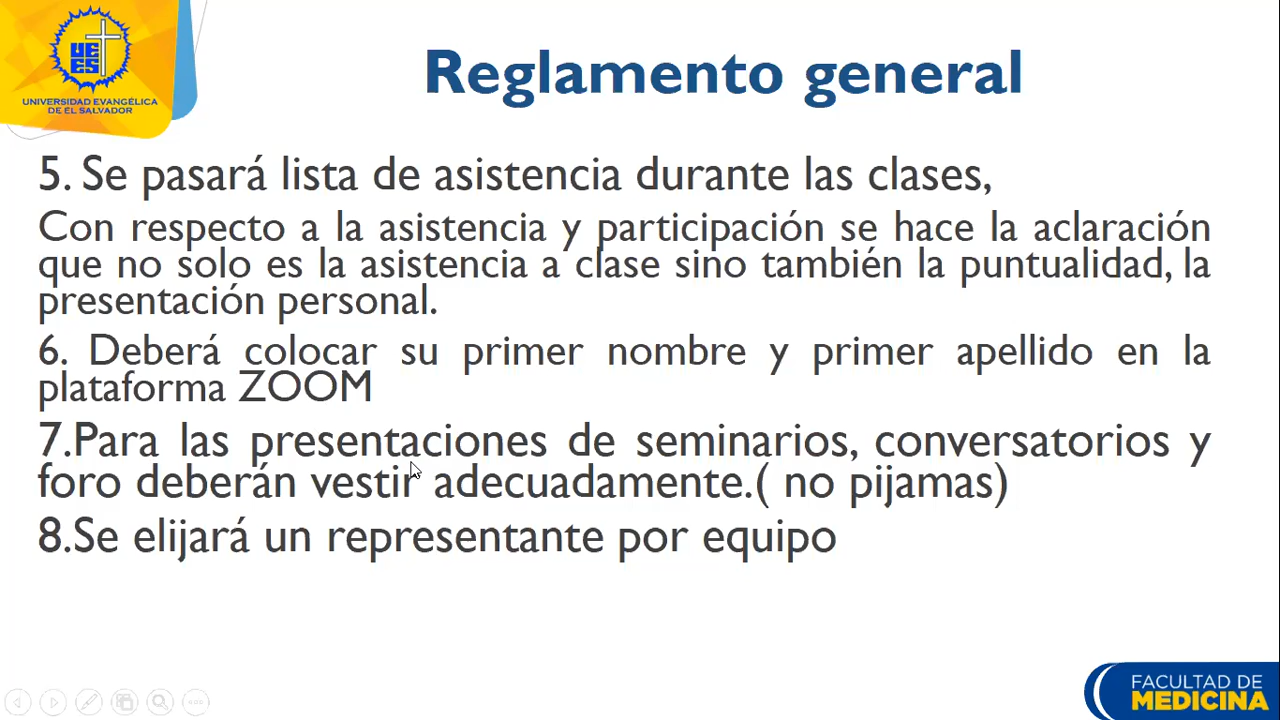 UE
ES
UNIVERSIDAD EVANGÉLICA
DE EL SALVADOR
Reglamento general
5. Se pasará lista de asistencia durante las clases,
Con respecto a la asistencia y participación se hace la aclaración
que no solo es la asistencia a clase sino también la puntualidad, la
presentación personal.
6. Deberá colocar su primer nombre y primer apellido en la
plataforma ZOOM
7.Para las presentaciones de seminarios, conversatorios y
foro deberán vestir adecuadamente.( no pijamas)
8.Se elijará un representante por equipo
FACULTAD DE
MEDICINA